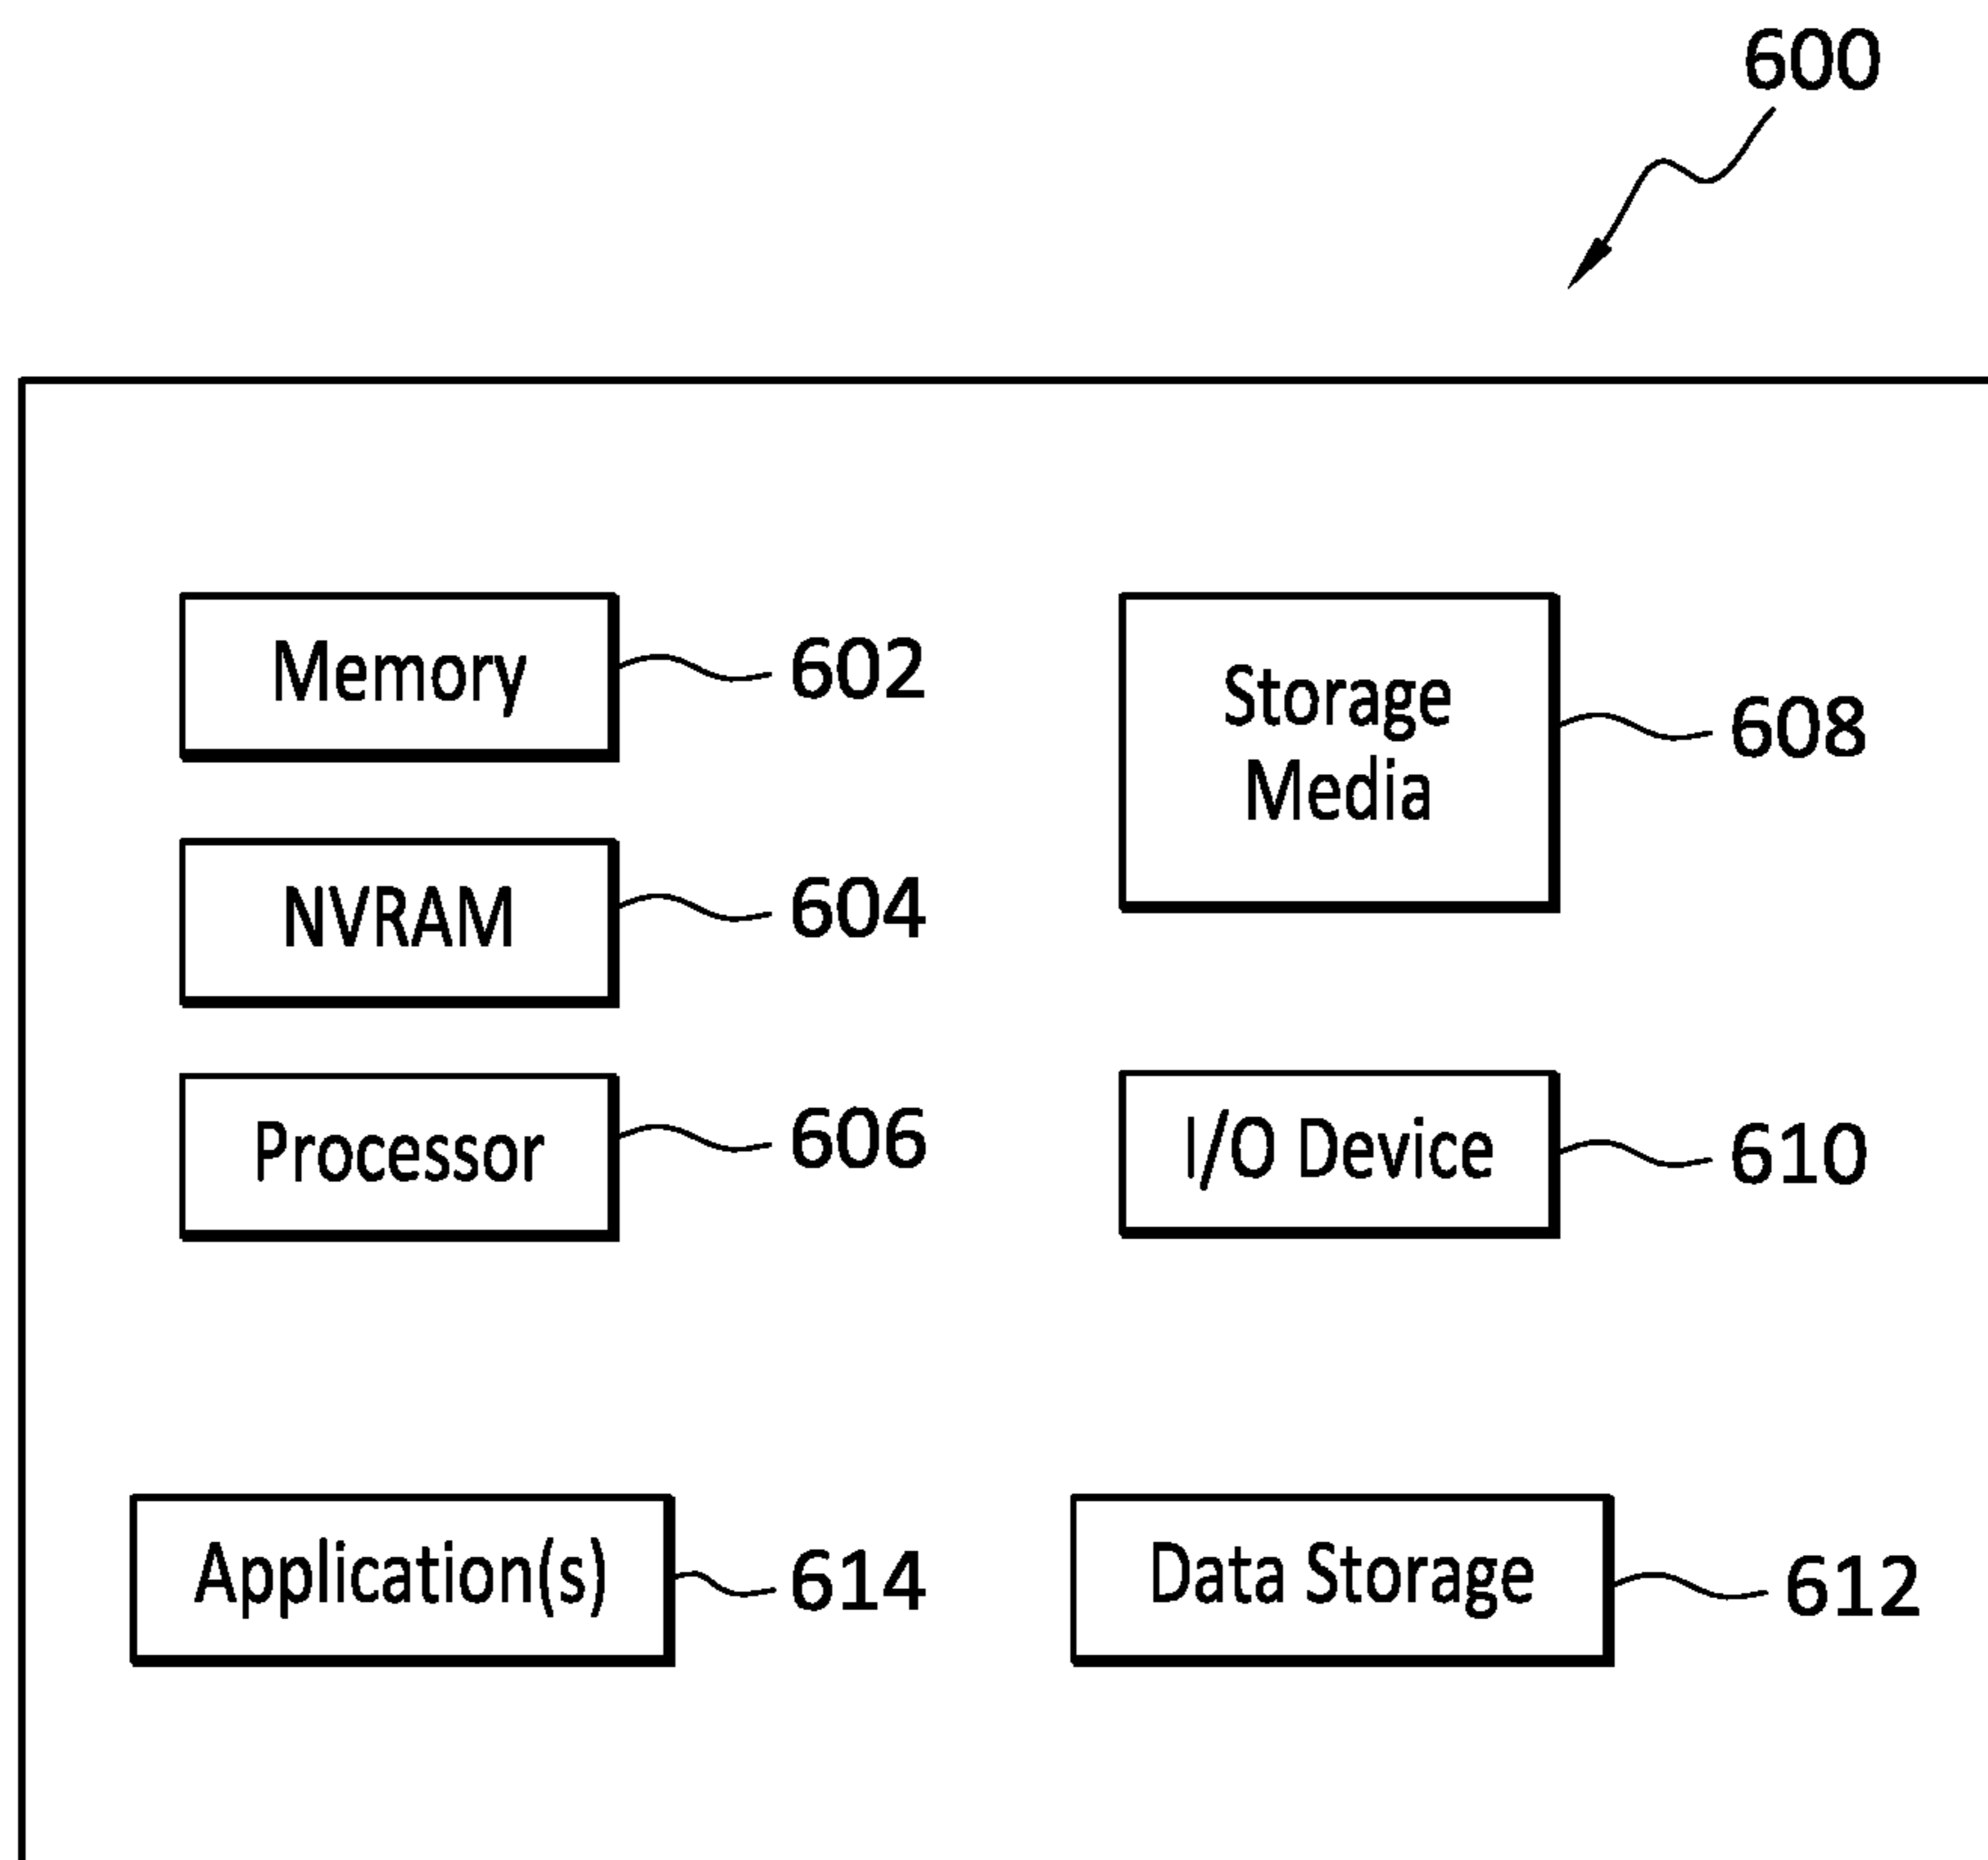 600
Memory
602
Storage
Media
608
NVRAM
604
Processor
606
I/O Device
610
Application(s)
614
Data Storage
612